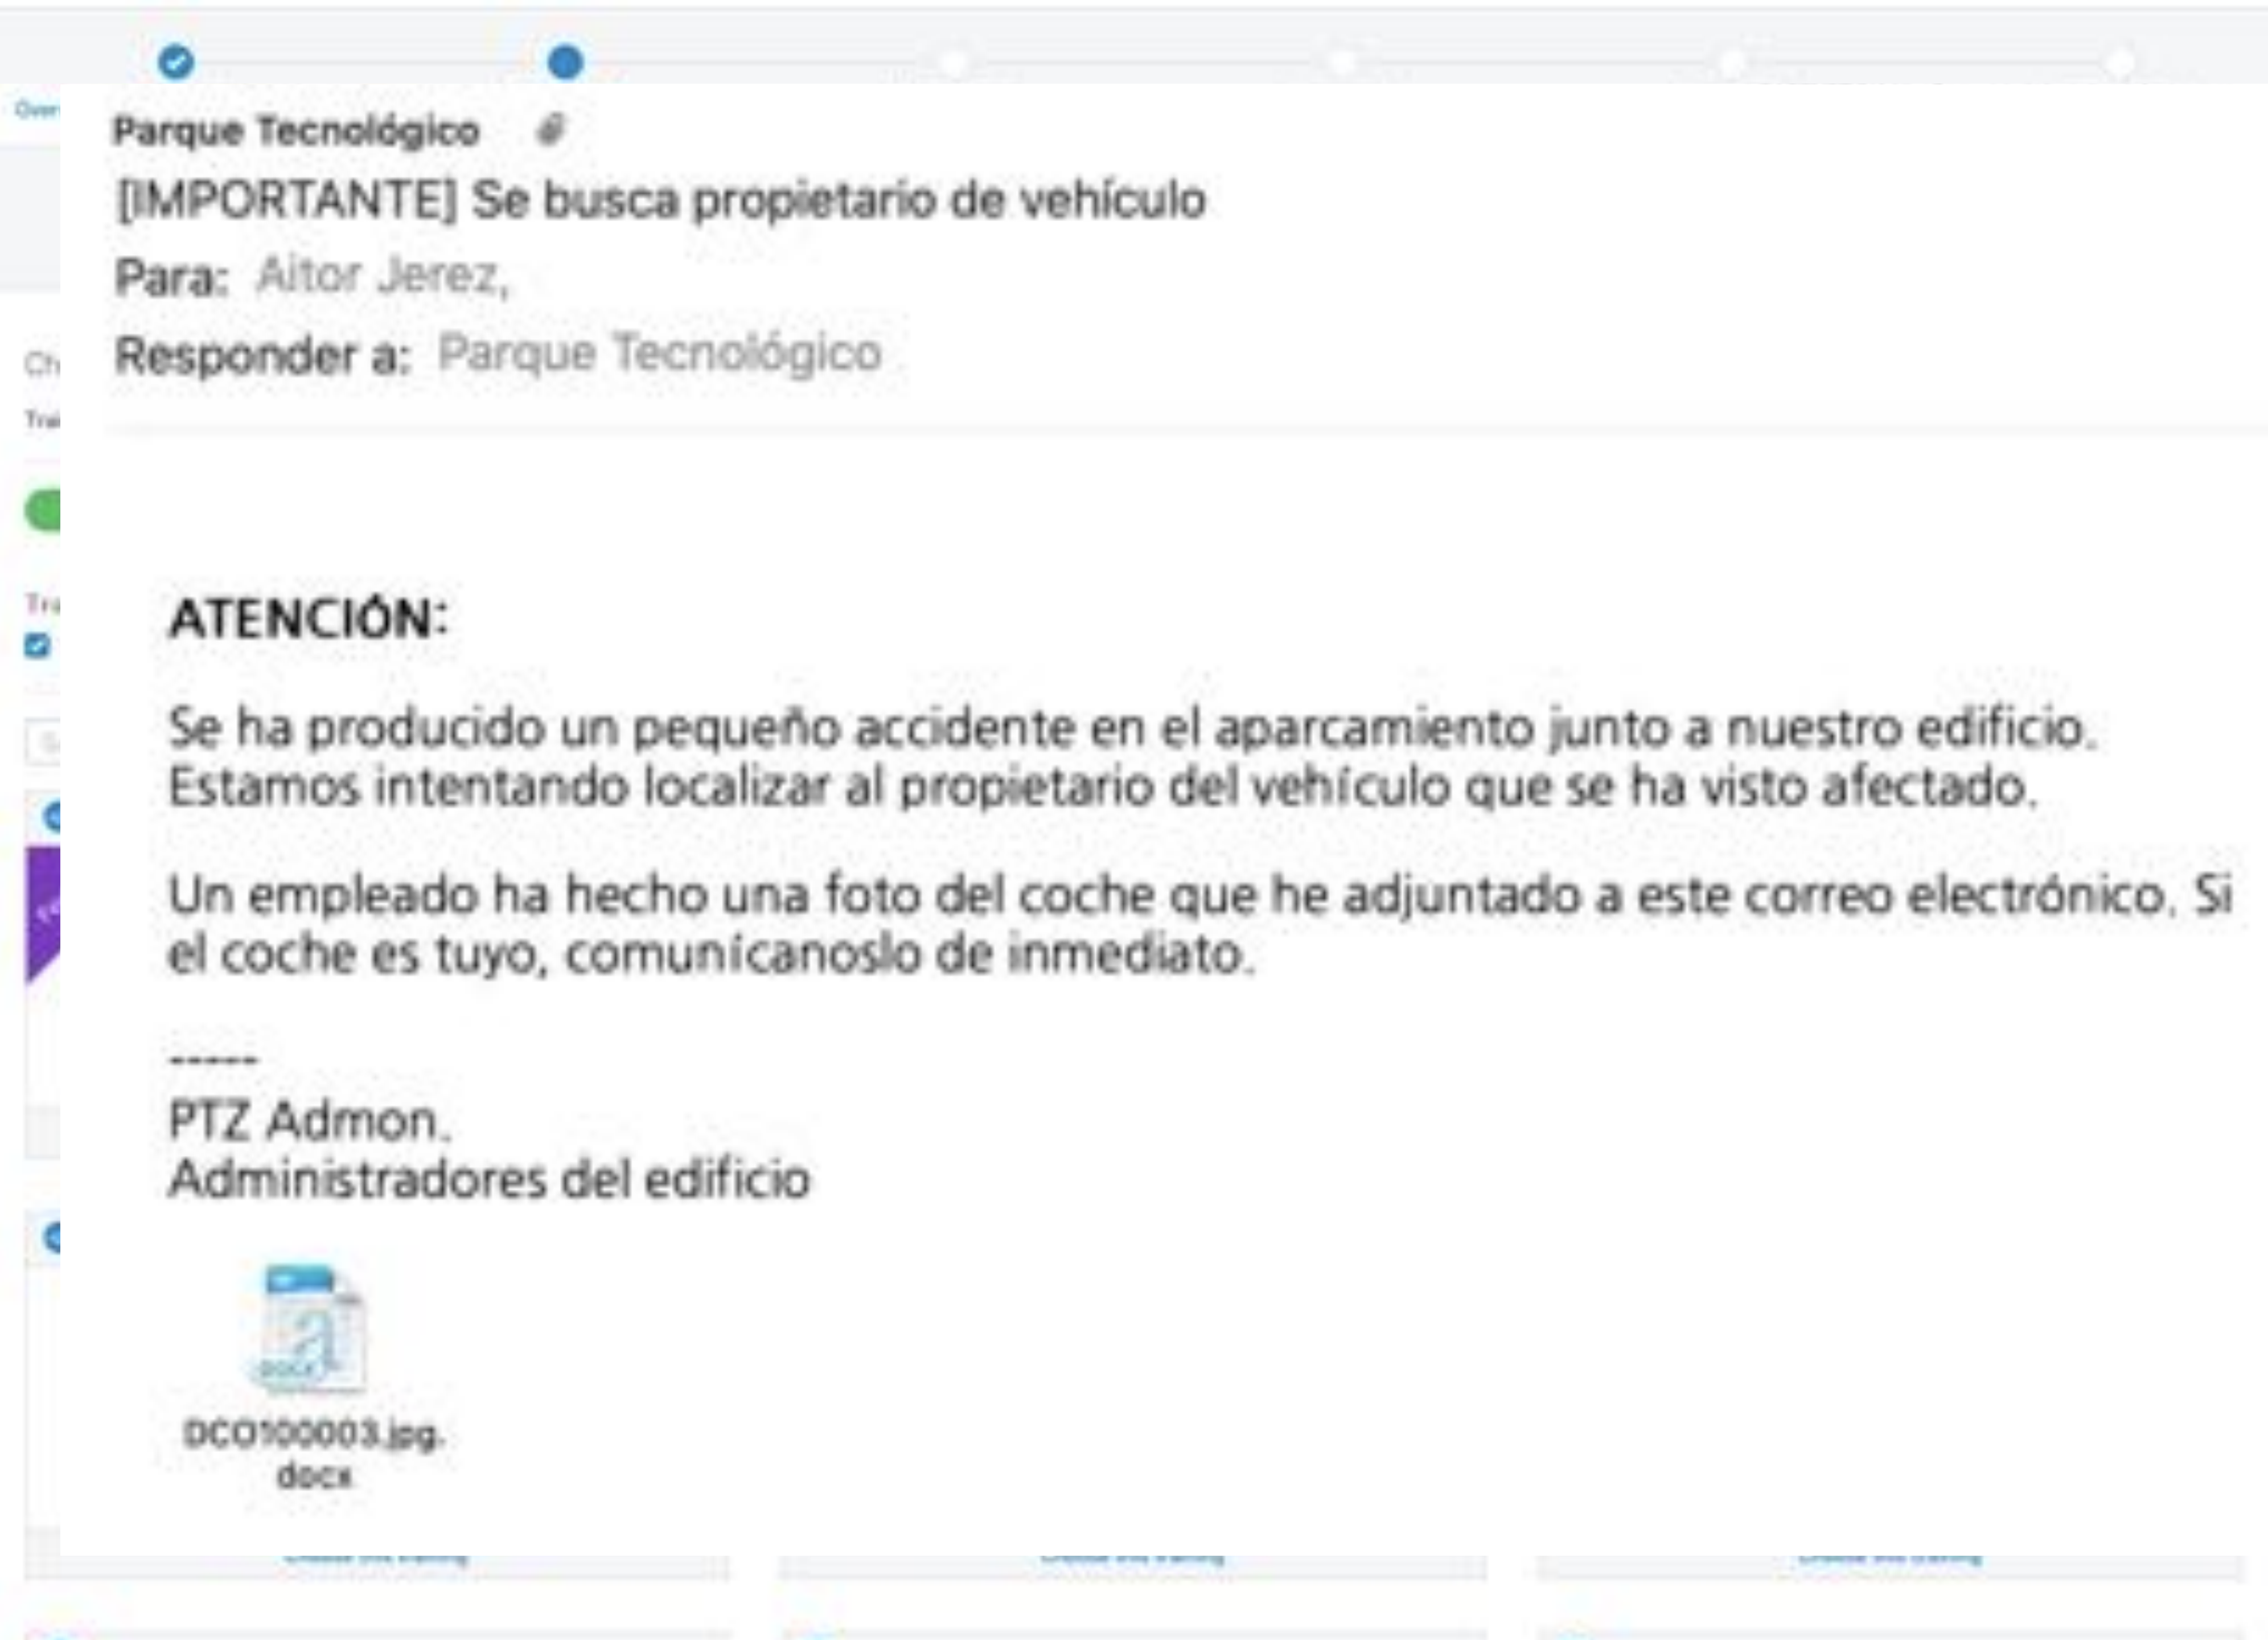 Parque Tecnológico
[IMPORTANTE] Se busca propietario de vehículo
Para: Aitor Jerez,
Responder a: Parque Tecnológico
ATENCIÓN:
Se ha producido un pequeño accidente en el aparcamiento junto a nuestro edificio.
Estamos intentando localizar al propietario del vehículo que se ha visto afectado.
Un empleado ha hecho una foto del coche que he adjuntado a este correo electrónico. Si
el coche es tuyo, comunícanoslo de inmediato.
-----
PTZ Admon.
Administradores del edificio
DOCX
DCO100003.jpg.
docx